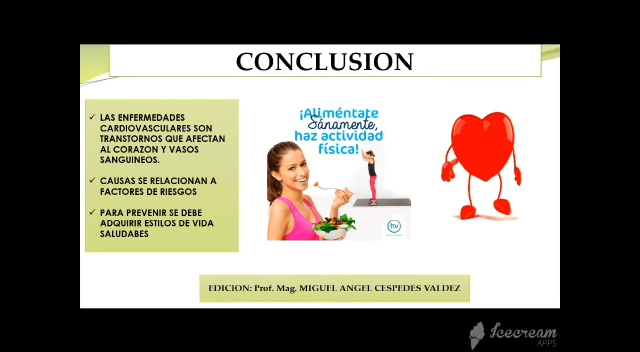 CONCLUSION
LAS ENFERMEDADES
CARDIOVASCULARES SON
TRANSTORNOS QUE AFECTAN
AL CORAZON Y VASOS
SANGUINEOS.
CAUSAS SE RELACIONAN A
FACTORES DE RIESGOS
PARA PREVENIR SE DEBE
ADQUIRIR ESTILOS DE VIDA
SALUDABES
¡Aliméntate
Sánamente,
haz actividad
física!
hv
EDICION: Prof. Mag. MIGUEL ANGEL CESPEDES VALDEZ
Icecream
APPS